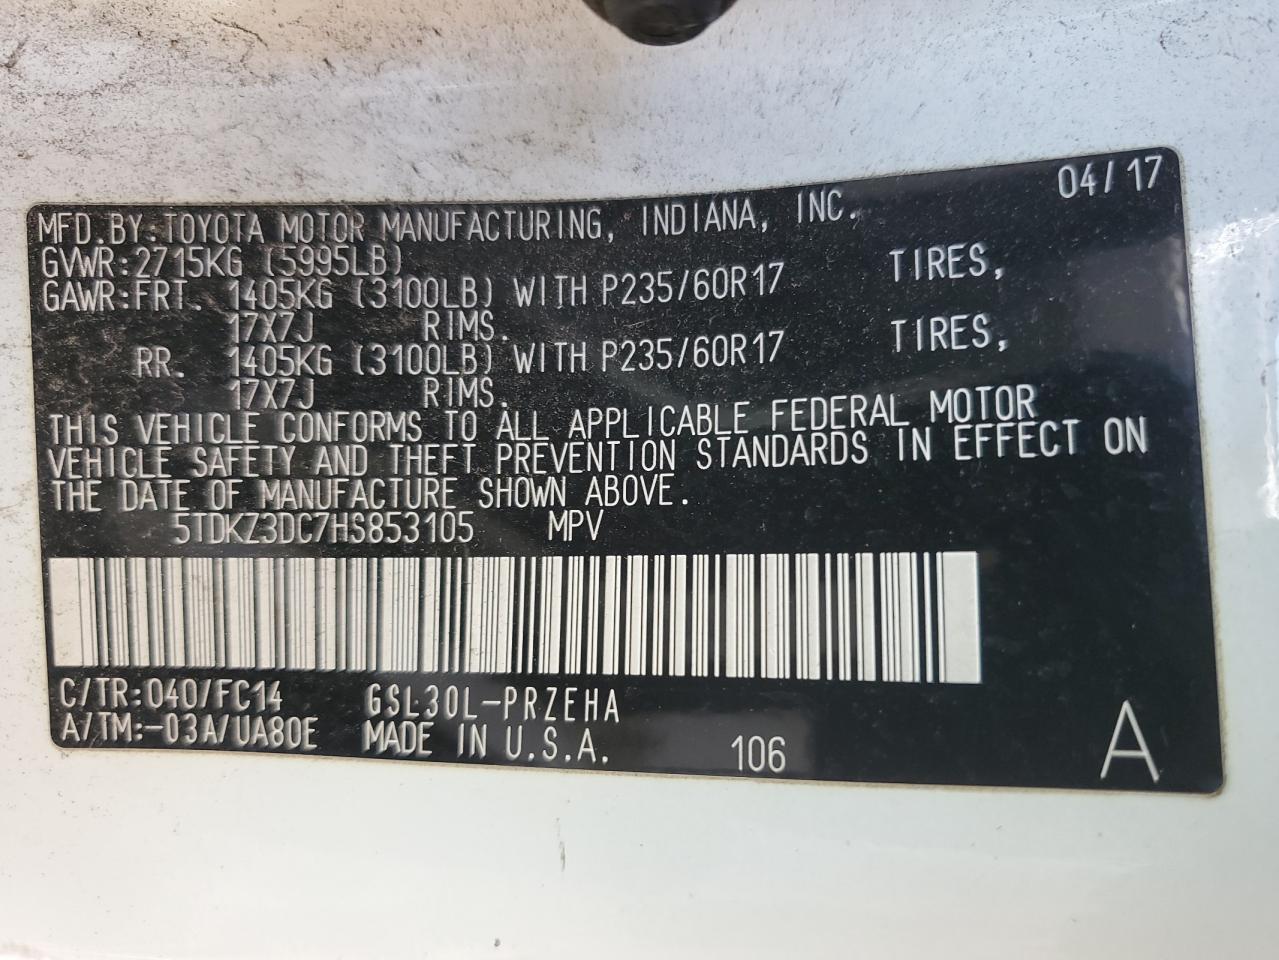 04/17
MFD.BY:TOYOTA MOTOR MANUFACTURING, INDIANA, INC.
GVWR:2715KG (5995LB)
GAWR:FRT. 1405KG (3100LB) WITH P235/60R17 TIRES,
17X7J RIMS.
RR. 1405KG (3100LB) WITH P235/60R17 TIRES,
17X7J RIMS.
THIS VEHICLE CONFORMS TO ALL APPLICABLE FEDERAL MOTOR
VEHICLE SAFETY AND THEFT PREVENTION STANDARDS IN EFFECT ON
THE DATE OF MANUFACTURE SHOWN ABOVE.
5TDKZ3DC7HS853105 MPV
C/TR:040/FC14 GSL30L-PRZEHA
A/TM:-03A/UA80E MADE IN U.S.A. 106 A